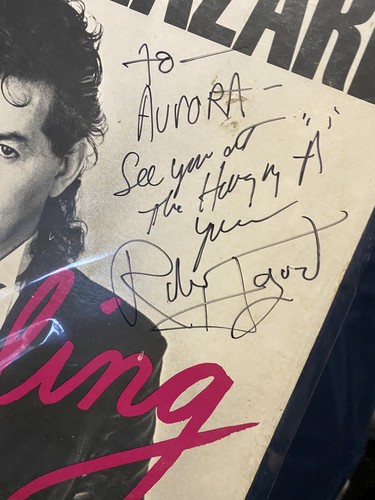 AZAR
TO
AURORA-
See you at
the Hungry "A"
ling